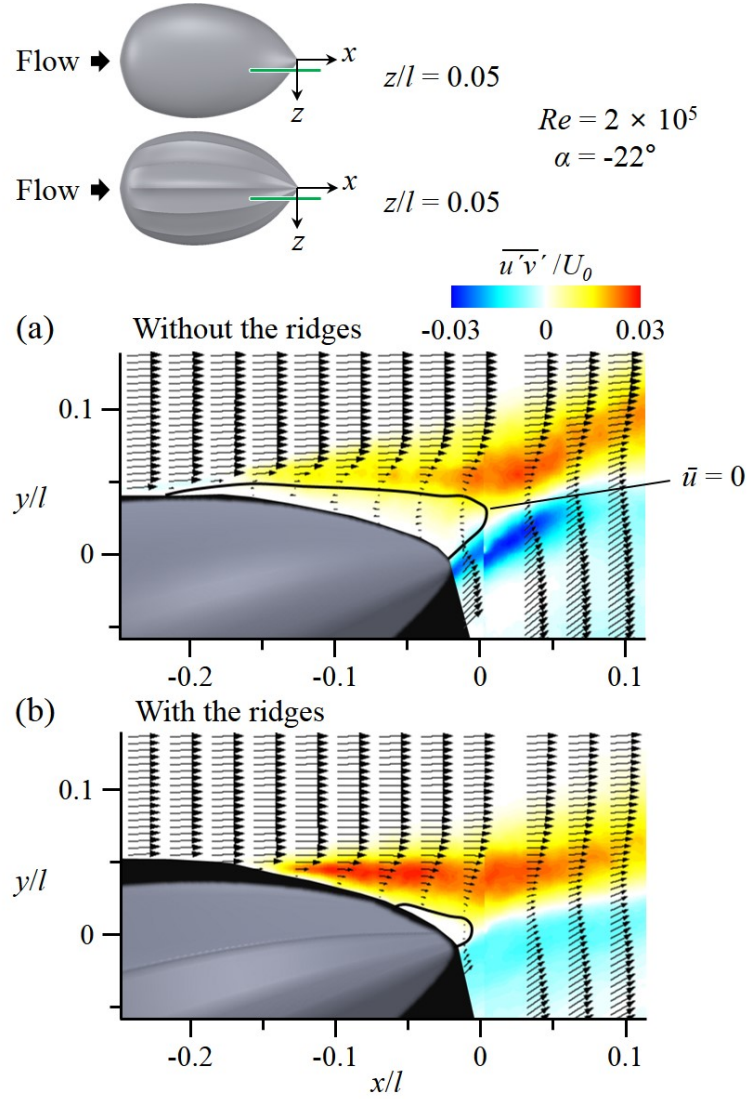 Flow x
z/l = 0.05
z
Re = 2 × 10⁵
α = -22°
Flow x
z/l = 0.05
z
u′v′ /U₀
-0.03 0 0.03
(a) Without the ridges
0.1
y/l
0
ū = 0
-0.2 -0.1 0 0.1
(b) With the ridges
0.1
y/l
0
-0.2 -0.1 0 0.1
x/l